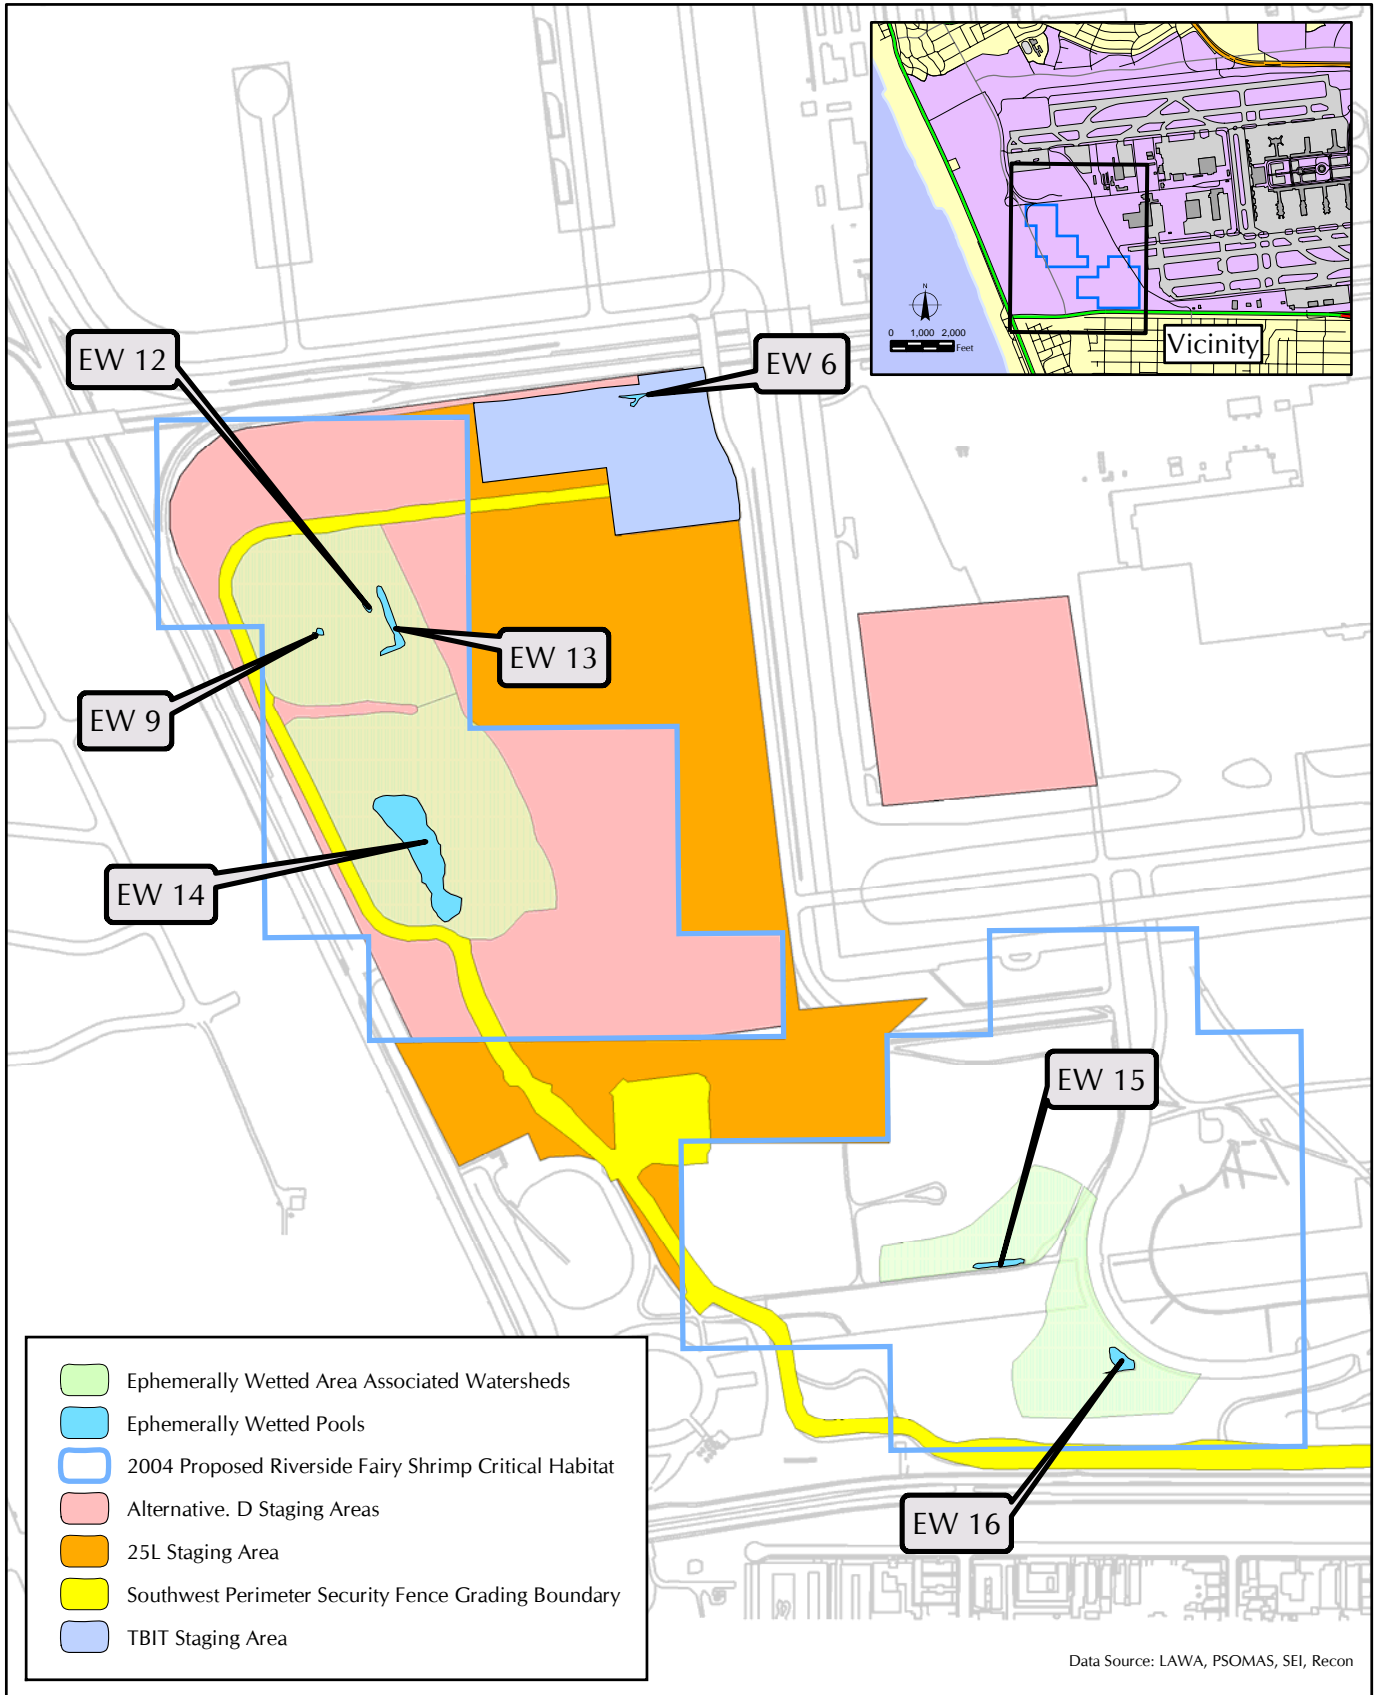 N
0 1,000 2,000
Feet
Vicinity
EW 12
EW 6
EW 13
EW 9
EW 14
EW 15
EW 16
Ephemerally Wetted Area Associated Watersheds
Ephemerally Wetted Pools
2004 Proposed Riverside Fairy Shrimp Critical Habitat
Alternative. D Staging Areas
25L Staging Area
Southwest Perimeter Security Fence Grading Boundary
TBIT Staging Area
Data Source: LAWA, PSOMAS, SEI, Recon